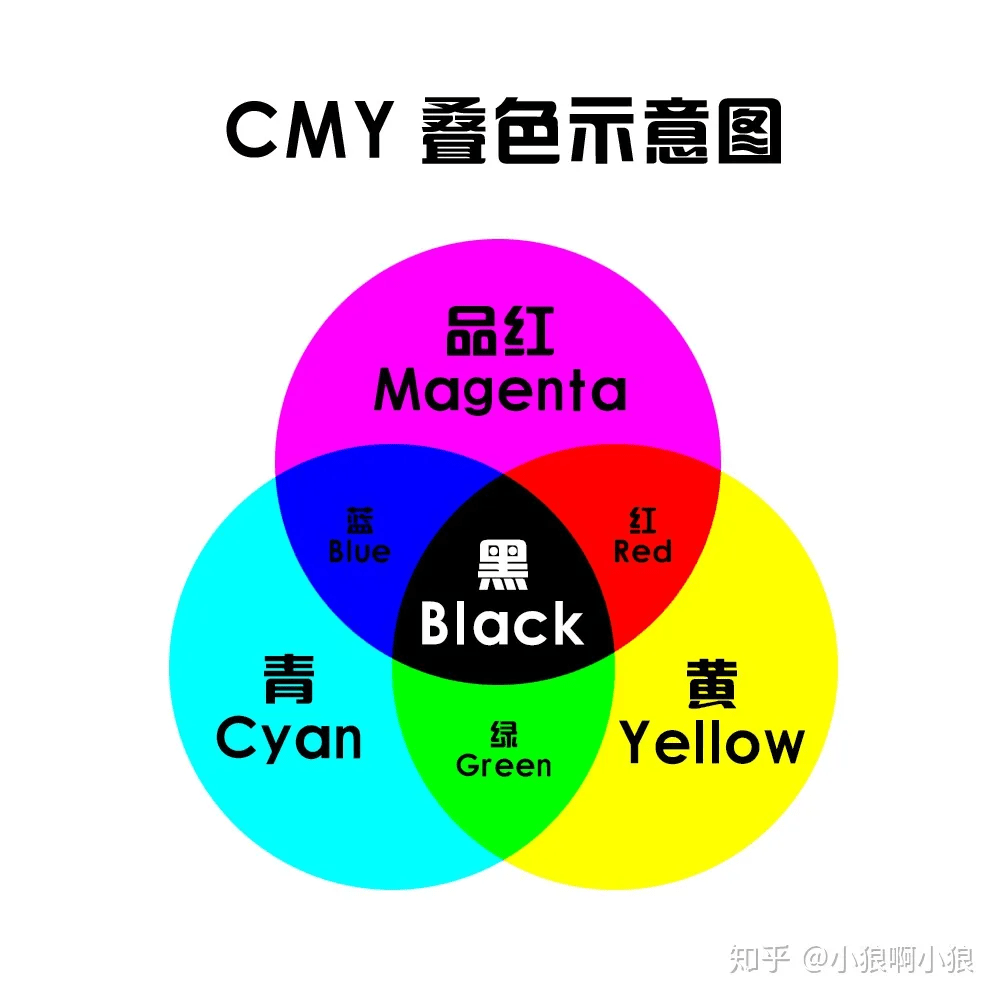 CMY 叠色示意图
品红
Magenta
蓝
Blue
红
Red
黑
Black
青
Cyan
黄
Yellow
绿
Green
知乎 @小狼啊小狼